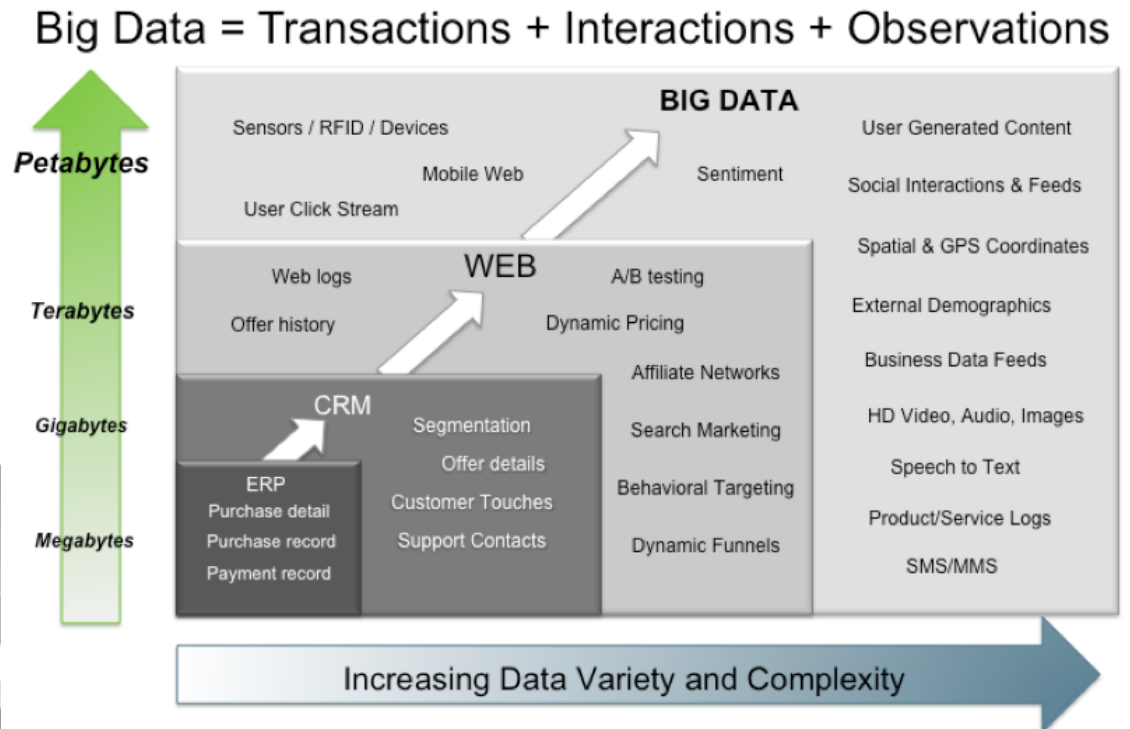 Big Data = Transactions + Interactions + Observations
BIG DATA
Sensors / RFID / Devices
User Generated Content
Petabytes
Mobile Web
Sentiment
Social Interactions & Feeds
User Click Stream
Spatial & GPS Coordinates
WEB
Web logs
A/B testing
Terabytes
External Demographics
Offer history
Dynamic Pricing
Business Data Feeds
Affiliate Networks
CRM
HD Video, Audio, Images
Gigabytes
Segmentation
Search Marketing
Offer details
Speech to Text
ERP
Behavioral Targeting
Customer Touches
Purchase detail
Product/Service Logs
Megabytes
Purchase record
Support Contacts
Dynamic Funnels
SMS/MMS
Payment record
Increasing Data Variety and Complexity